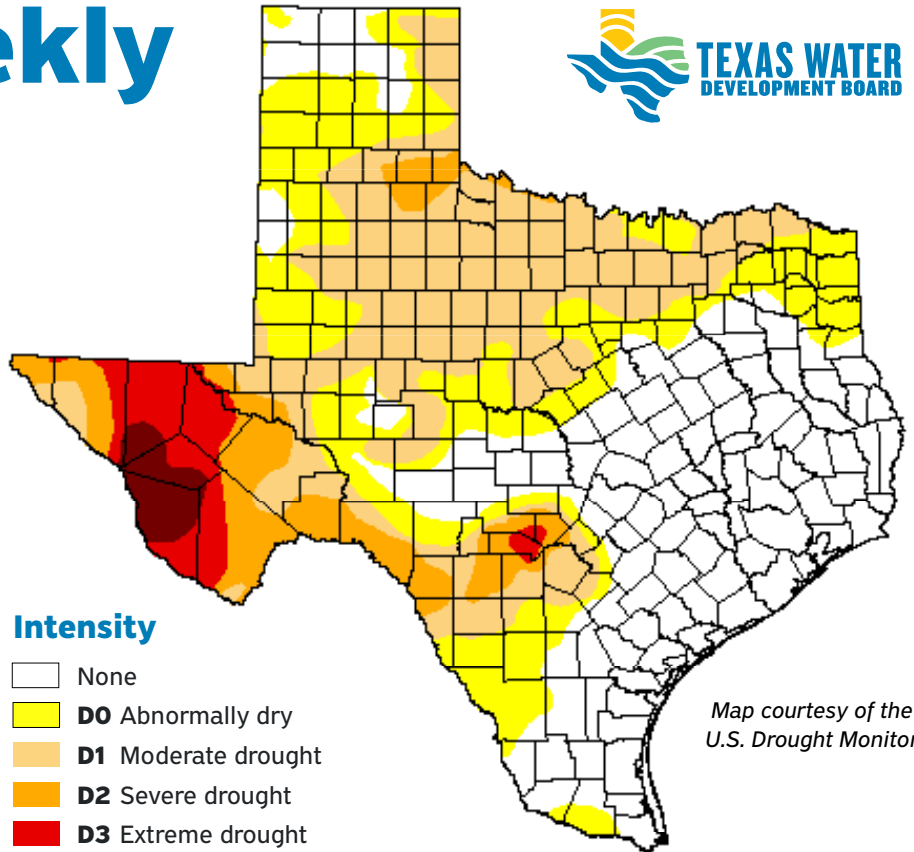 ekly
TEXAS WATER
DEVELOPMENT BOARD
Intensity
None
D0 Abnormally dry
D1 Moderate drought
D2 Severe drought
D3 Extreme drought
Map courtesy of the
U.S. Drought Monitor